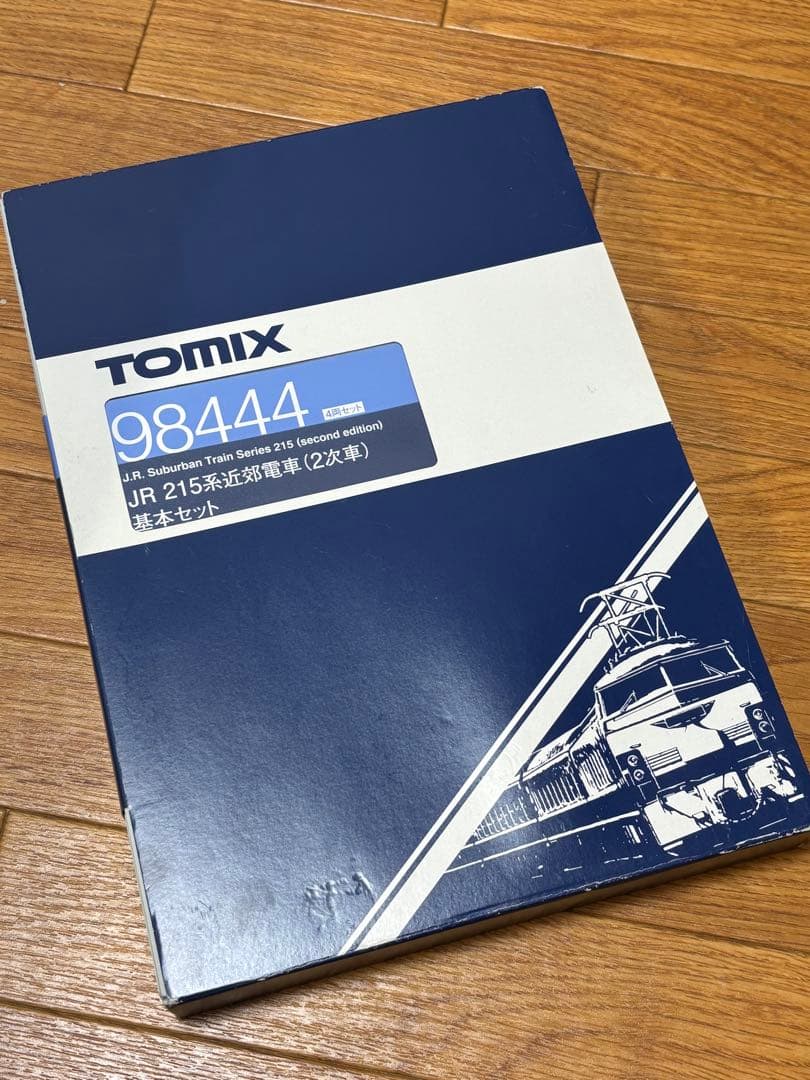 TOMIX
98444 4両セット
J.R. Suburban Train Series 215 (second edition)
JR 215系近郊電車(2次車)
基本セット